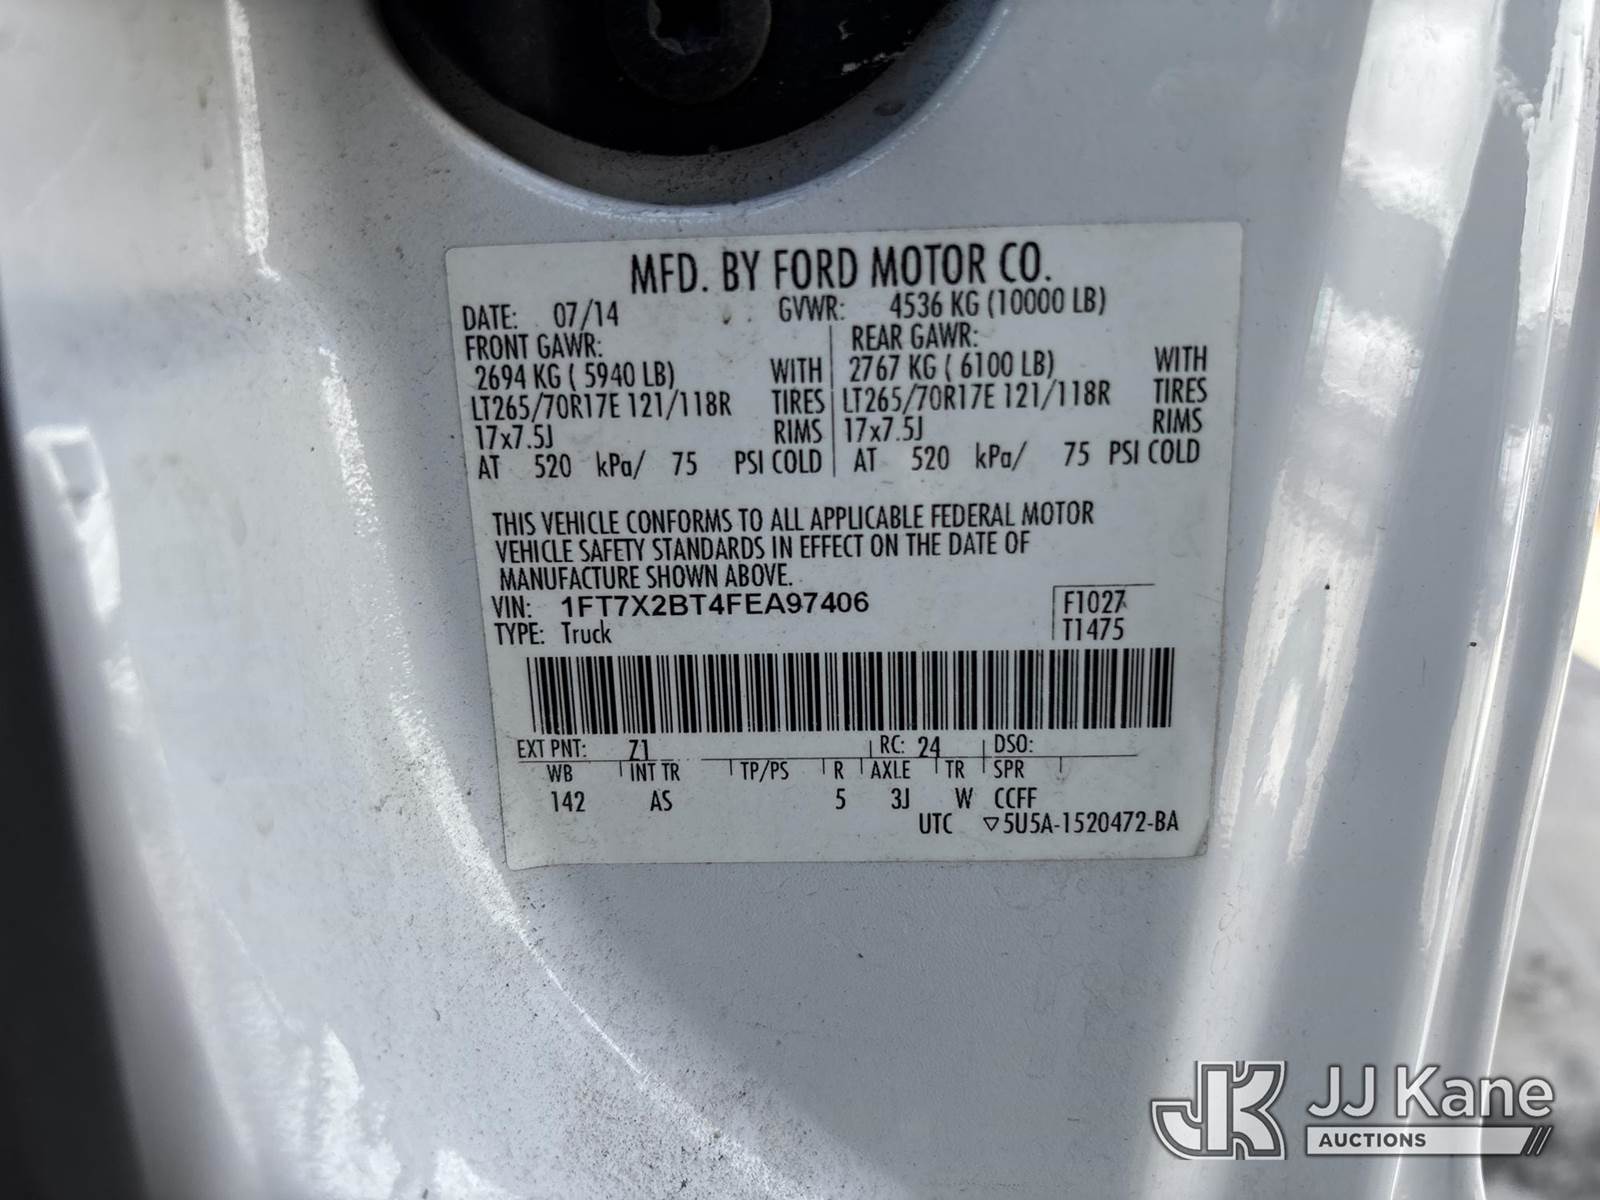 MFD. BY FORD MOTOR CO.
DATE: 07/14 GVWR: 4536 KG (10000 LB)
FRONT GAWR: REAR GAWR:
2694 KG ( 5940 LB) WITH 2767 KG ( 6100 LB) WITH
LT265/70R17E 121/118R TIRES LT265/70R17E 121/118R TIRES
17x7.5J RIMS 17x7.5J RIMS
AT 520 kPa/ 75 PSI COLD AT 520 kPa/ 75 PSI COLD
THIS VEHICLE CONFORMS TO ALL APPLICABLE FEDERAL MOTOR
VEHICLE SAFETY STANDARDS IN EFFECT ON THE DATE OF
MANUFACTURE SHOWN ABOVE.
VIN: 1FT7X2BT4FEA97406 F1027
TYPE: Truck T1475
EXT PNT: Z1 RC: 24 DSO:
WB INT TR TP/PS R AXLE TR SPR
142 AS 5 3J W CCFF
UTC ▽5U5A-1520472-BA
JK JJ Kane
AUCTIONS